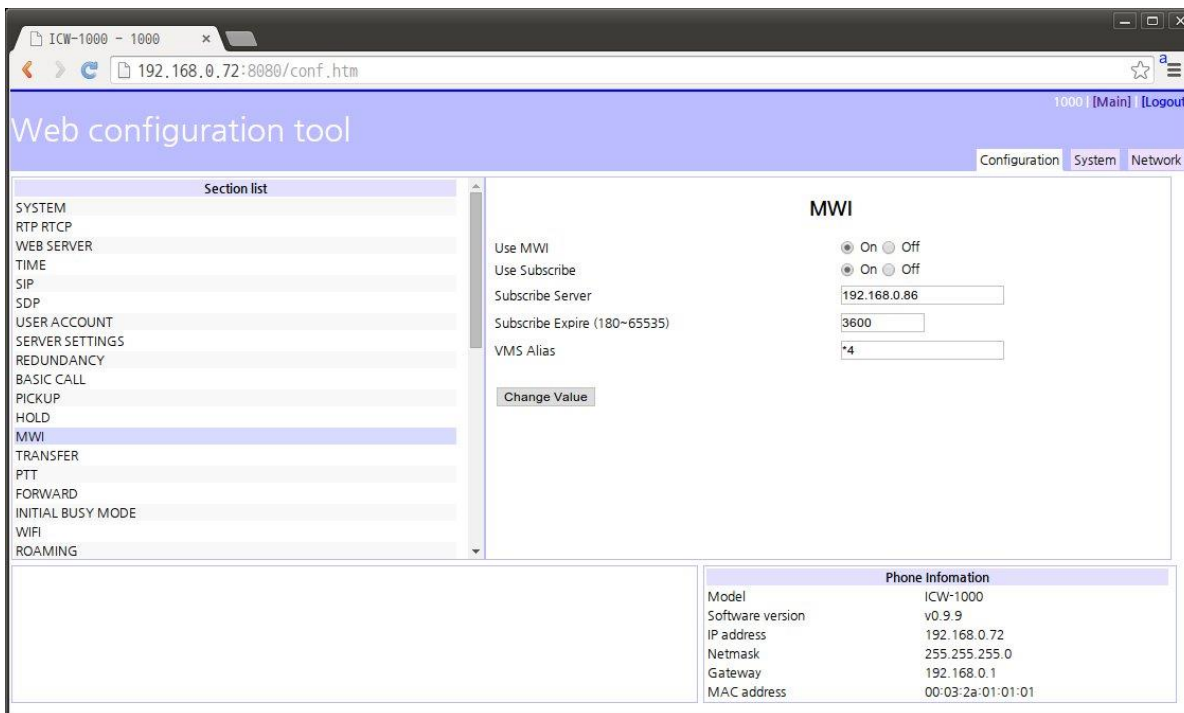 ICW-1000 - 1000
192.168.0.72:8080/conf.htm
a
1000 | [Main] | [Logout
Web configuration tool
Configuration System Network
Section list
SYSTEM
RTP RTCP
WEB SERVER
TIME
SIP
SDP
USER ACCOUNT
SERVER SETTINGS
REDUNDANCY
BASIC CALL
PICKUP
HOLD
MWI
TRANSFER
PTT
FORWARD
INITIAL BUSY MODE
WIFI
ROAMING
MWI
Use MWI On Off
Use Subscribe On Off
Subscribe Server 192.168.0.86
Subscribe Expire (180~65535) 3600
VMS Alias *4
Change Value
Phone Infomation
Model ICW-1000
Software version v0.9.9
IP address 192.168.0.72
Netmask 255.255.255.0
Gateway 192.168.0.1
MAC address 00:03:2a:01:01:01